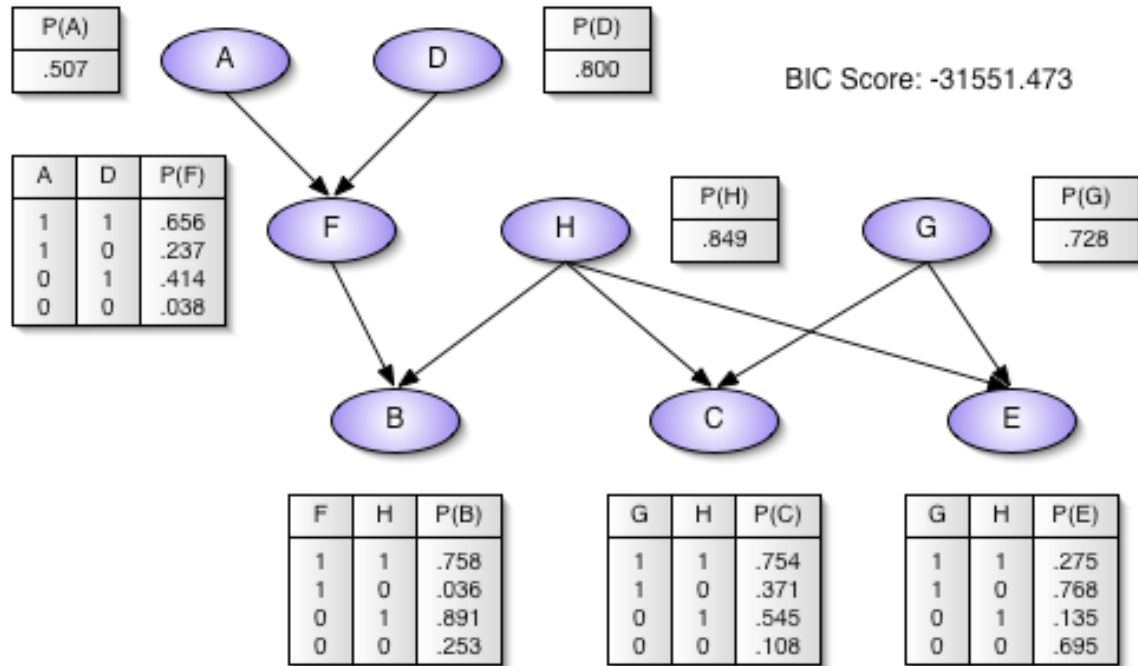 P(A)
.507
A
D
P(D)
.800
BIC Score: -31551.473
A D P(F)
1 1 .656
1 0 .237
0 1 .414
0 0 .038
F
H
P(H)
.849
G
P(G)
.728
B
C
E
F H P(B)
1 1 .758
1 0 .036
0 1 .891
0 0 .253
G H P(C)
1 1 .754
1 0 .371
0 1 .545
0 0 .108
G H P(E)
1 1 .275
1 0 .768
0 1 .135
0 0 .695